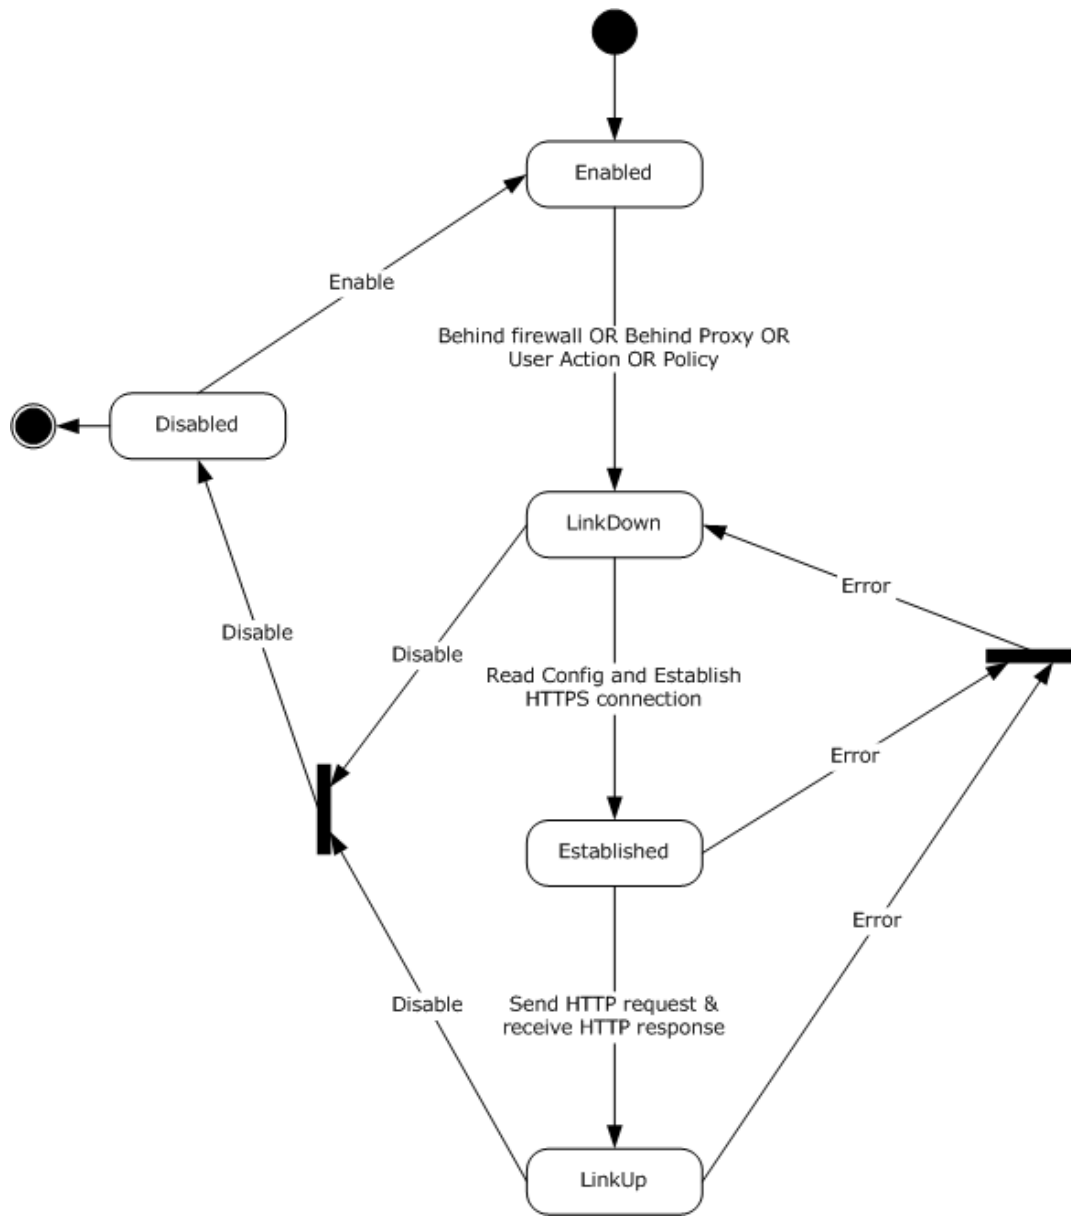 Enabled
Enable
Behind firewall OR Behind Proxy OR
User Action OR Policy
Disabled
LinkDown
Error
Disable
Disable
Read Config and Establish
HTTPS connection
Error
Established
Error
Disable
Send HTTP request &
receive HTTP response
LinkUp